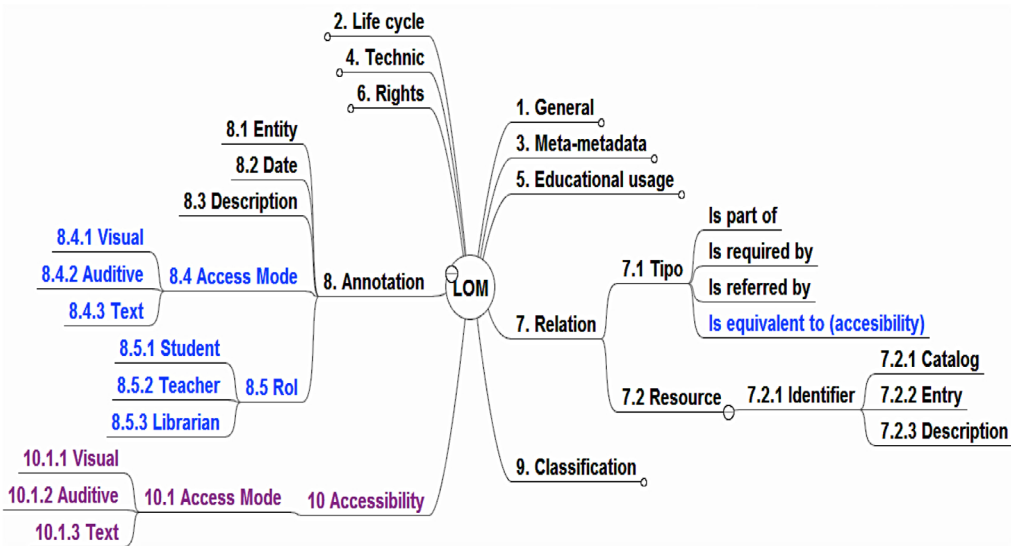 2. Life cycle
4. Technic
6. Rights
8.1 Entity
8.2 Date
8.3 Description
8.4.1 Visual
8.4.2 Auditive
8.4.3 Text
8.4 Access Mode
8. Annotation
8.5.1 Student
8.5.2 Teacher
8.5.3 Librarian
8.5 Rol
10.1.1 Visual
10.1.2 Auditive
10.1.3 Text
10.1 Access Mode
10 Accessibility
LOM
1. General
3. Meta-metadata
5. Educational usage
7. Relation
7.1 Tipo
Is part of
Is required by
Is referred by
Is equivalent to (accesibility)
7.2 Resource
7.2.1 Identifier
7.2.1 Catalog
7.2.2 Entry
7.2.3 Description
9. Classification